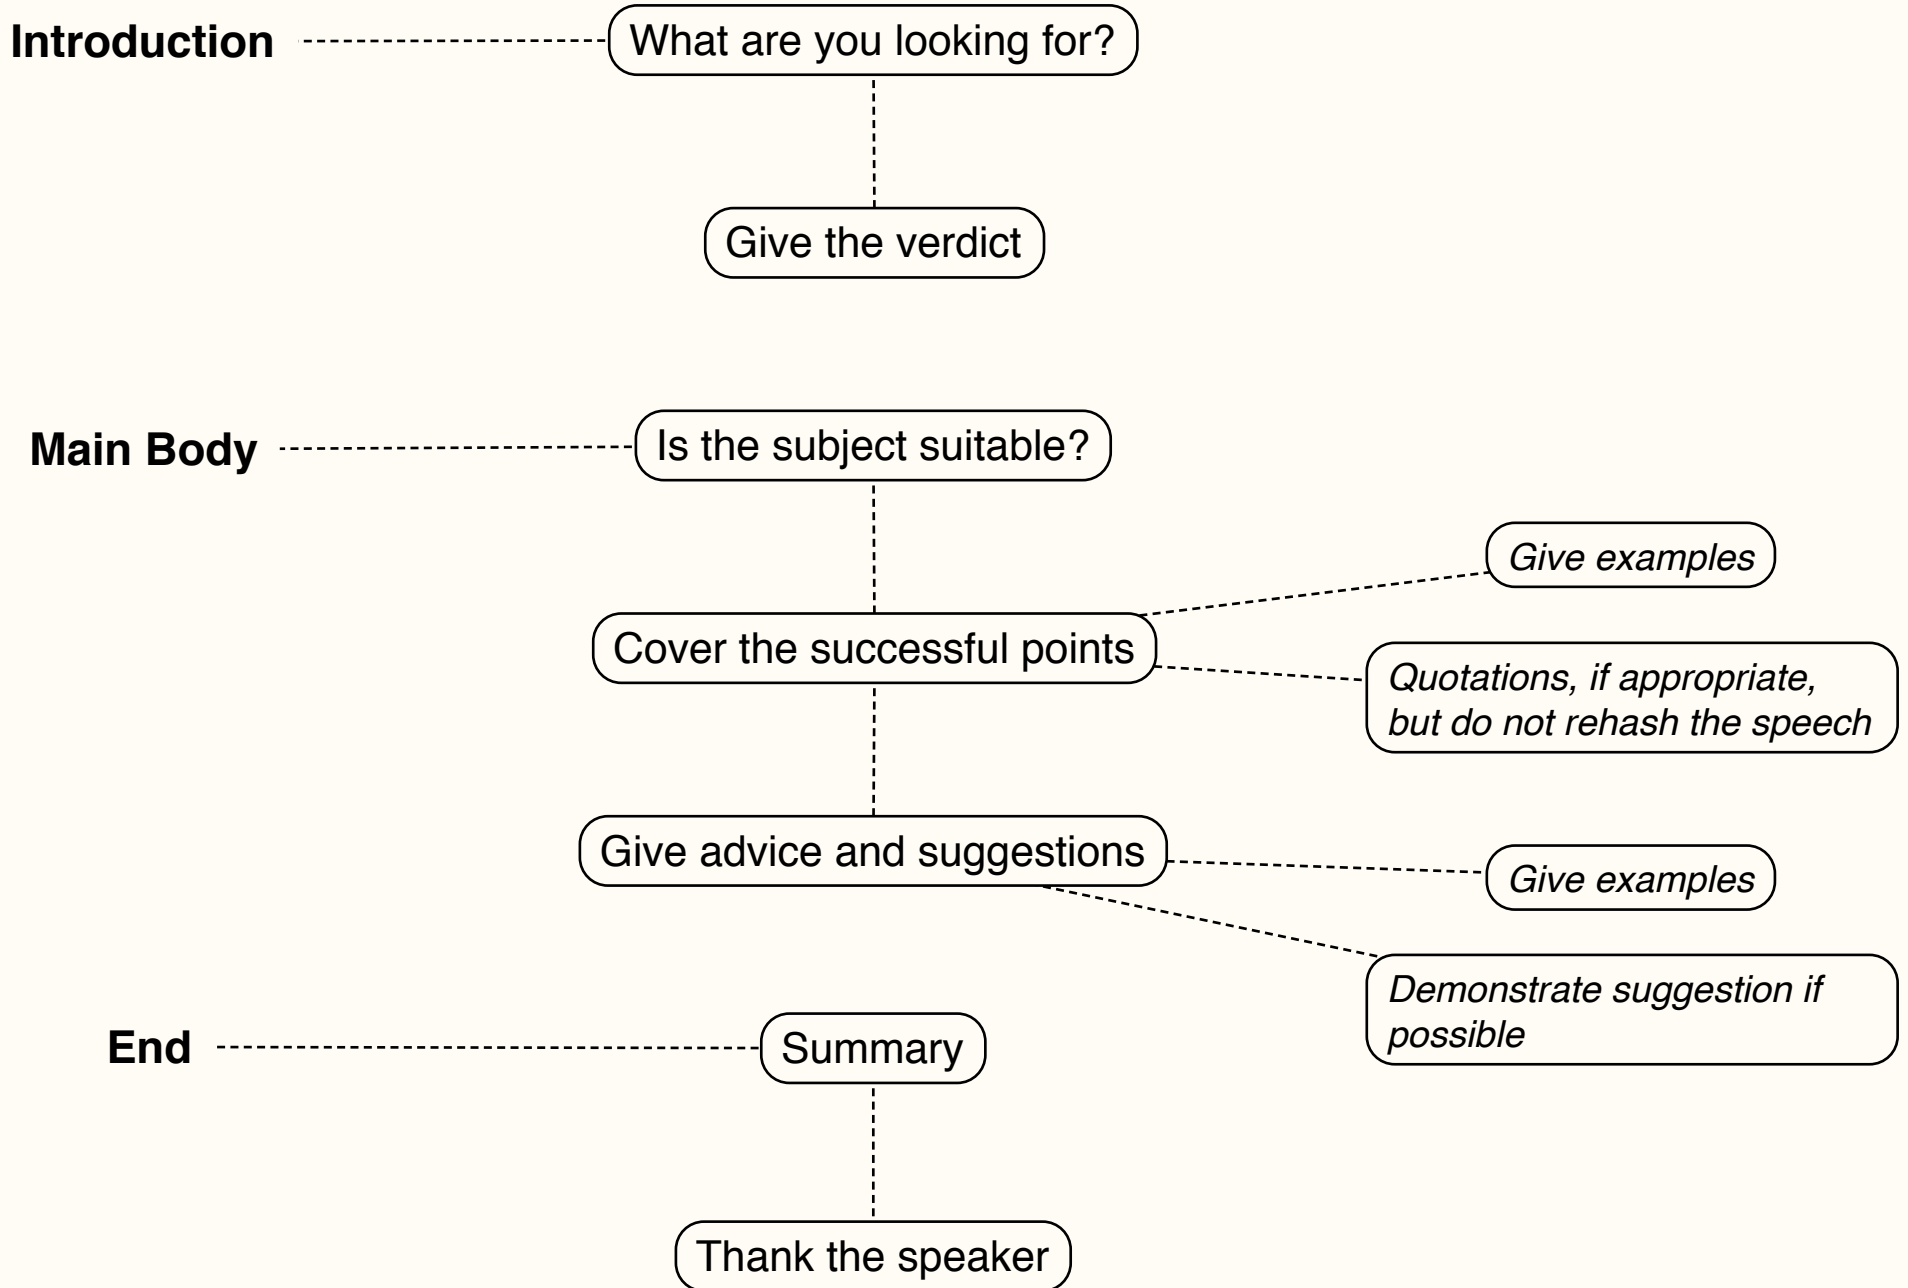 Introduction
What are you looking for?
Give the verdict
Main Body
Is the subject suitable?
Give examples
Cover the successful points
Quotations, if appropriate,
but do not rehash the speech
Give advice and suggestions
Give examples
Demonstrate suggestion if
possible
End
Summary
Thank the speaker